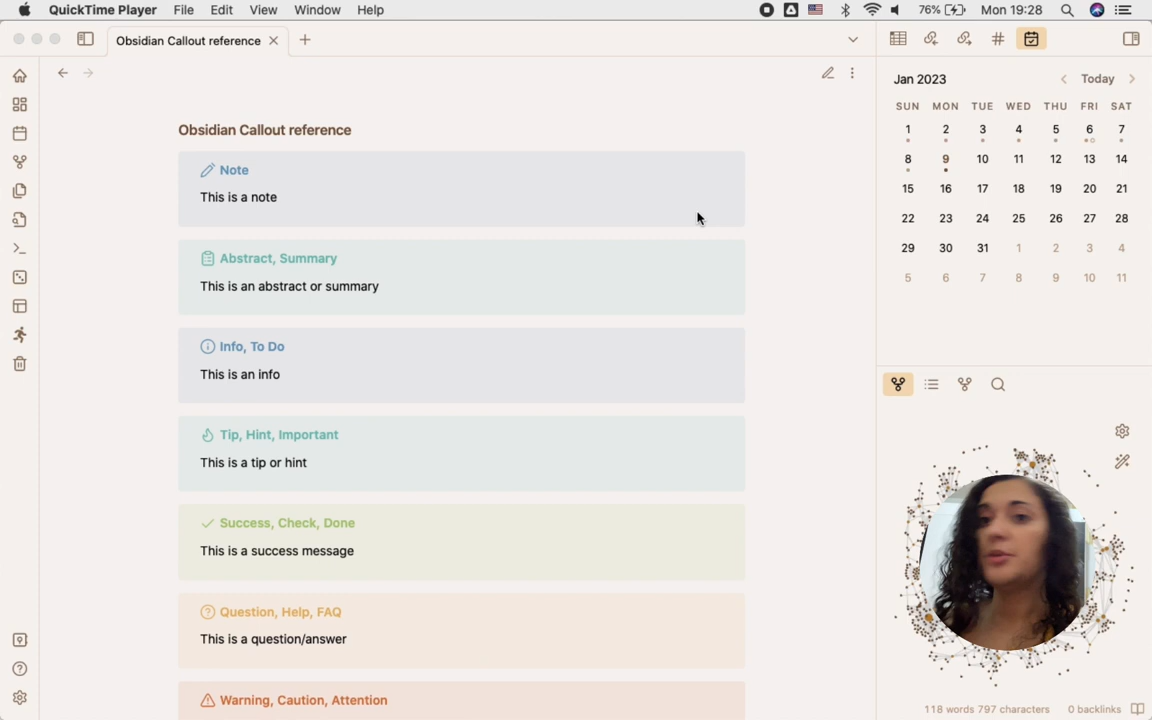 QuickTime Player File Edit View Window Help 76% Mon 19:28
Obsidian Callout reference
Jan 2023 Today
SUN MON TUE WED THU FRI SAT
1 2 3 4 5 6 7
8 9 10 11 12 13 14
15 16 17 18 19 20 21
22 23 24 25 26 27 28
29 30 31 1 2 3 4
5 6 7 8 9 10 11
Obsidian Callout reference
Note
This is a note
Abstract, Summary
This is an abstract or summary
Info, To Do
This is an info
Tip, Hint, Important
This is a tip or hint
Success, Check, Done
This is a success message
Question, Help, FAQ
This is a question/answer
Warning, Caution, Attention
118 words 797 characters 0 backlinks